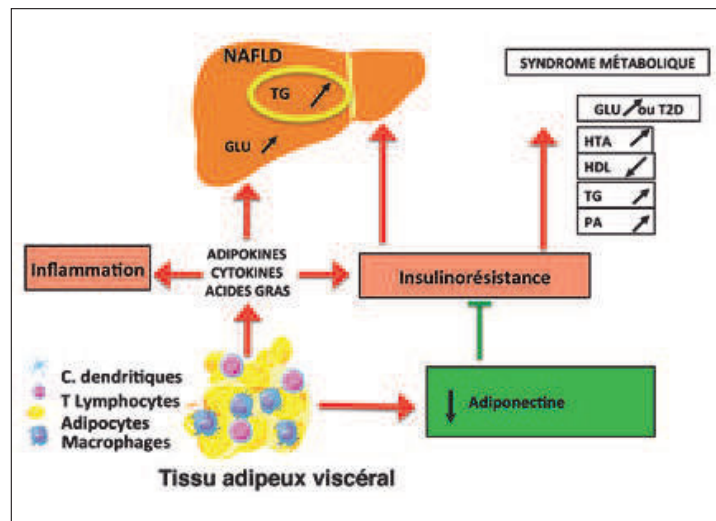 NAFLD
TG
GLU
SYNDROME MÉTABOLIQUE
GLU ou T2D
HTA
HDL
TG
PA
Inflammation
ADIPOKINES
CYTOKINES
ACIDES GRAS
Insulinorésistance
C. dendritiques
T Lymphocytes
Adipocytes
Macrophages
Adiponectine
Tissu adipeux viscéral